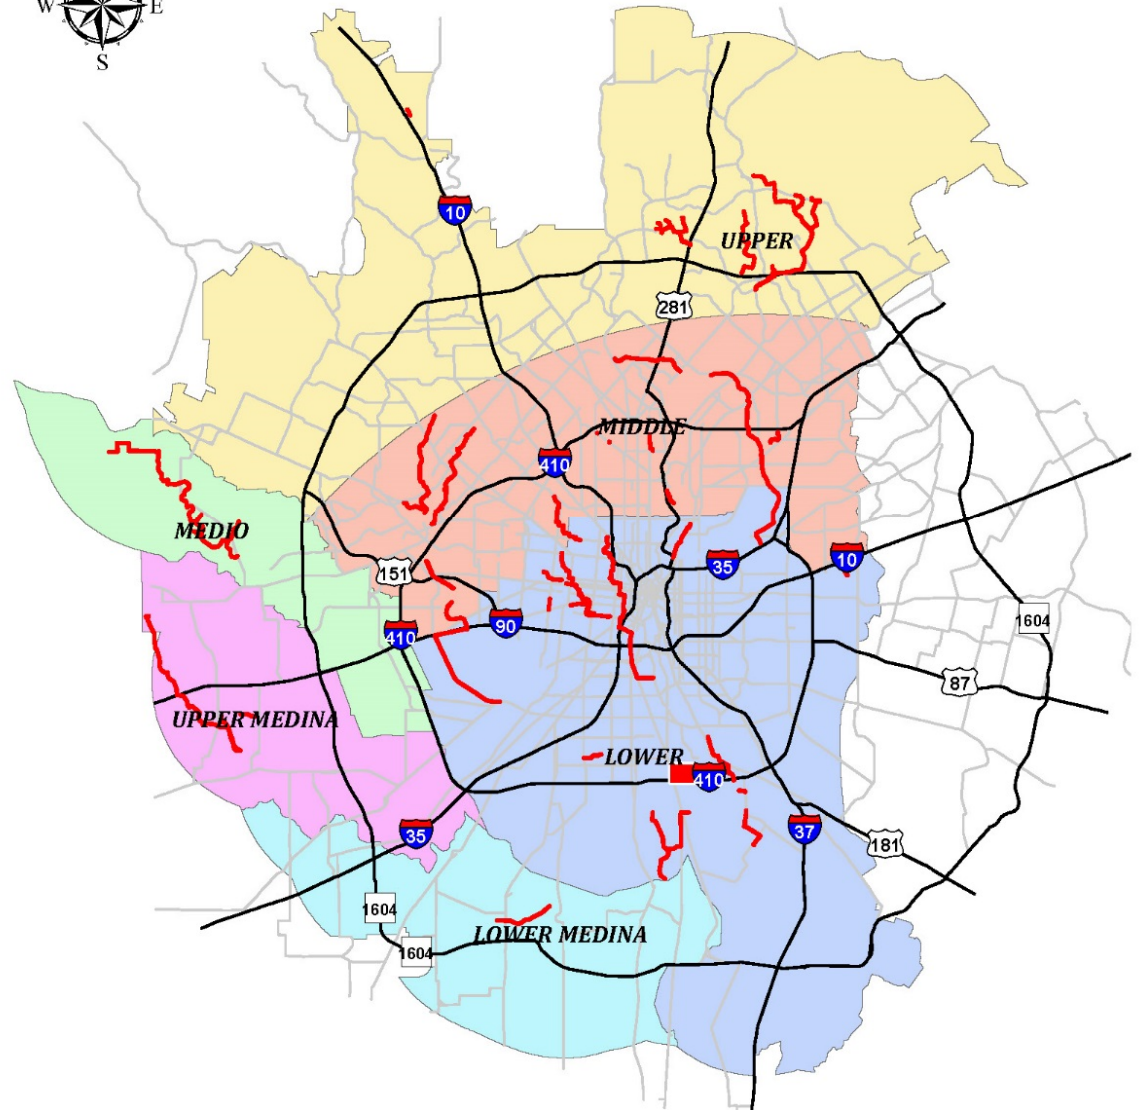 W E
S
10
UPPER
281
MIDDLE
410
MEDIO
151
35
10
410
90
1604
87
UPPER MEDINA
LOWER
410
35
37
181
1604
LOWER MEDINA
1604